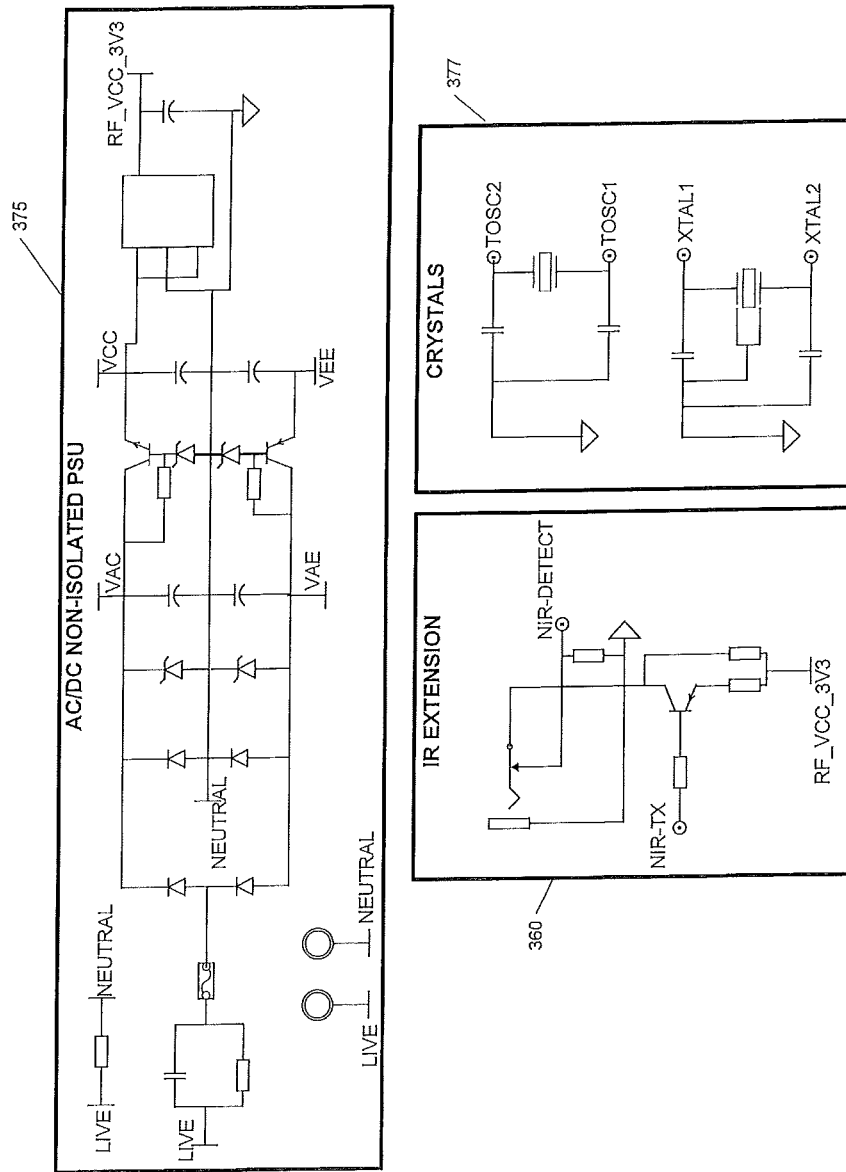 375
AC/DC NON-ISOLATED PSU
LIVE
NEUTRAL
LIVE
LIVE
NEUTRAL
NEUTRAL
VAC
VAE
VCC
VEE
RF_VCC_3V3
360
IR EXTENSION
NIR-TX
NIR-DETECT
RF_VCC_3V3
377
CRYSTALS
TOSC2
TOSC1
XTAL1
XTAL2